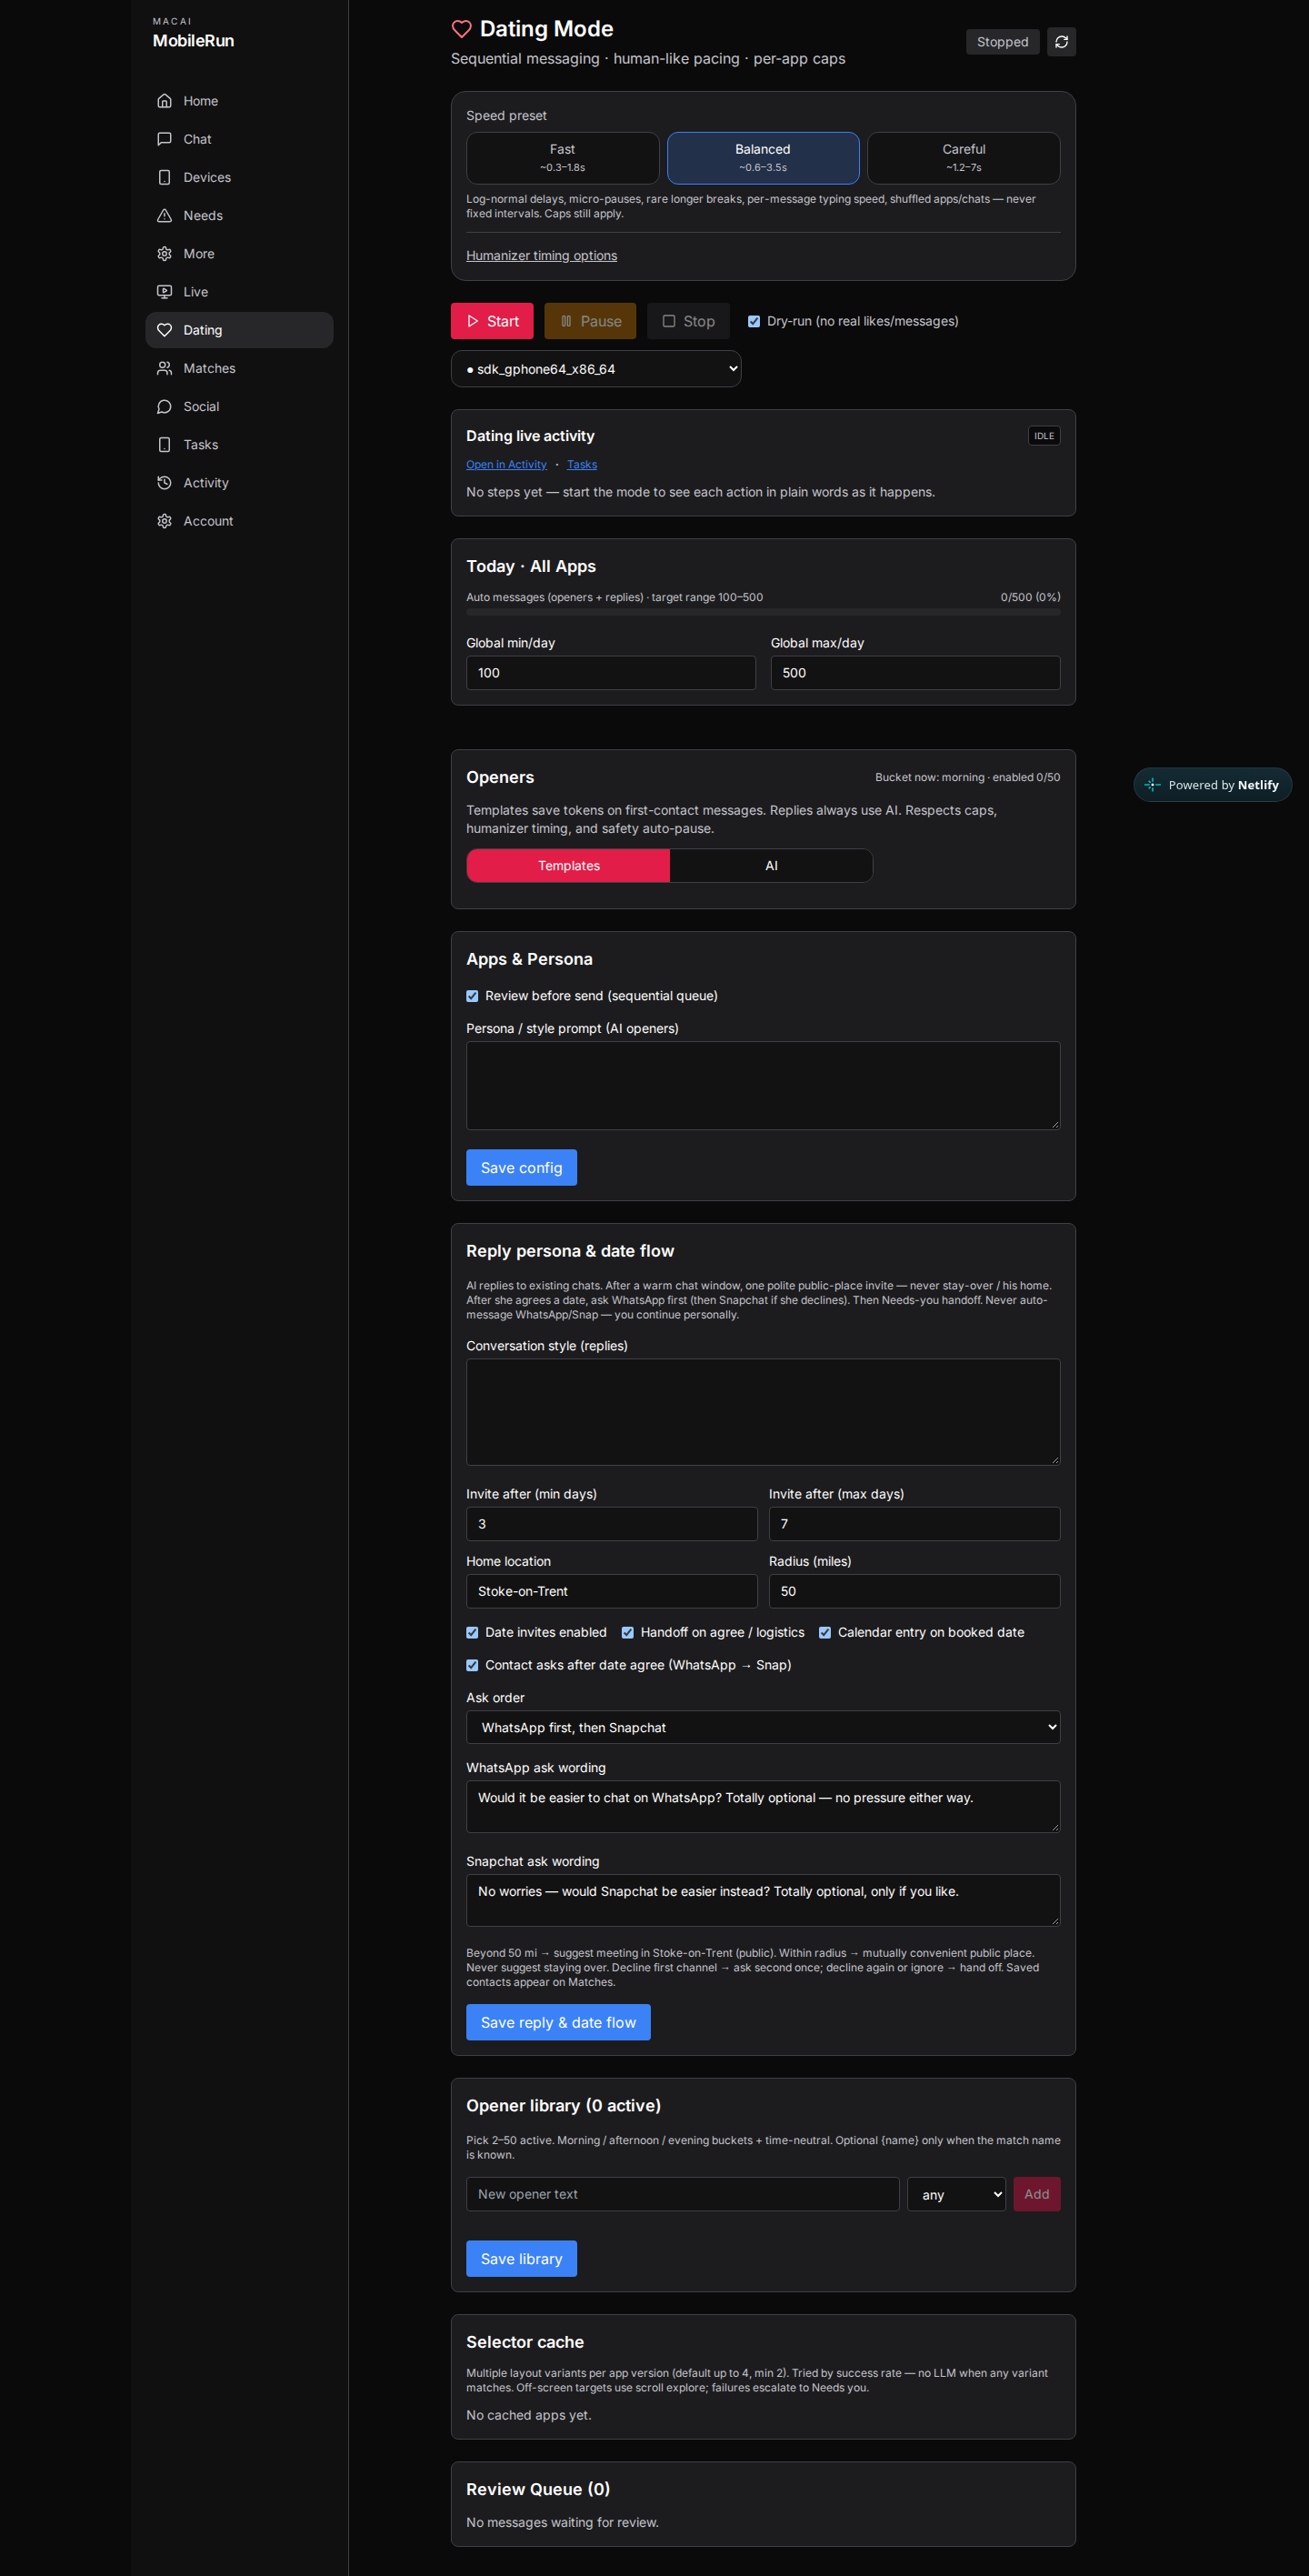 MACAI
MobileRun
Home
Chat
Devices
Needs
More
Live
Dating
Matches
Social
Tasks
Activity
Account
Dating Mode
Sequential messaging · human-like pacing · per-app caps
Stopped
Speed preset
Fast
~0.3–1.8s
Balanced
~0.6–3.5s
Careful
~1.2–7s
Log-normal delays, micro-pauses, rare longer breaks, per-message typing speed, shuffled apps/chats — never
fixed intervals. Caps still apply.
Humanizer timing options
Start
Pause
Stop
Dry-run (no real likes/messages)
● sdk_gphone64_x86_64
Dating live activity
IDLE
Open in Activity · Tasks
No steps yet — start the mode to see each action in plain words as it happens.
Today · All Apps
Auto messages (openers + replies) · target range 100–500
0/500 (0%)
Global min/day
Global max/day
100
500
Openers
Bucket now: morning · enabled 0/50
Templates save tokens on first-contact messages. Replies always use AI. Respects caps,
humanizer timing, and safety auto-pause.
Templates
AI
Powered by Netlify
Apps & Persona
Review before send (sequential queue)
Persona / style prompt (AI openers)
Save config
Reply persona & date flow
AI replies to existing chats. After a warm chat window, one polite public-place invite — never stay-over / his home.
After she agrees a date, ask WhatsApp first (then Snapchat if she declines). Then Needs-you handoff. Never auto-
message WhatsApp/Snap — you continue personally.
Conversation style (replies)
Invite after (min days)
Invite after (max days)
3
7
Home location
Radius (miles)
Stoke-on-Trent
50
Date invites enabled
Handoff on agree / logistics
Calendar entry on booked date
Contact asks after date agree (WhatsApp → Snap)
Ask order
WhatsApp first, then Snapchat
WhatsApp ask wording
Would it be easier to chat on WhatsApp? Totally optional — no pressure either way.
Snapchat ask wording
No worries — would Snapchat be easier instead? Totally optional, only if you like.
Beyond 50 mi → suggest meeting in Stoke-on-Trent (public). Within radius → mutually convenient public place.
Never suggest staying over. Decline first channel → ask second once; decline again or ignore → hand off. Saved
contacts appear on Matches.
Save reply & date flow
Opener library (0 active)
Pick 2–50 active. Morning / afternoon / evening buckets + time-neutral. Optional {name} only when the match name
is known.
New opener text
any
Add
Save library
Selector cache
Multiple layout variants per app version (default up to 4, min 2). Tried by success rate — no LLM when any variant
matches. Off-screen targets use scroll explore; failures escalate to Needs you.
No cached apps yet.
Review Queue (0)
No messages waiting for review.